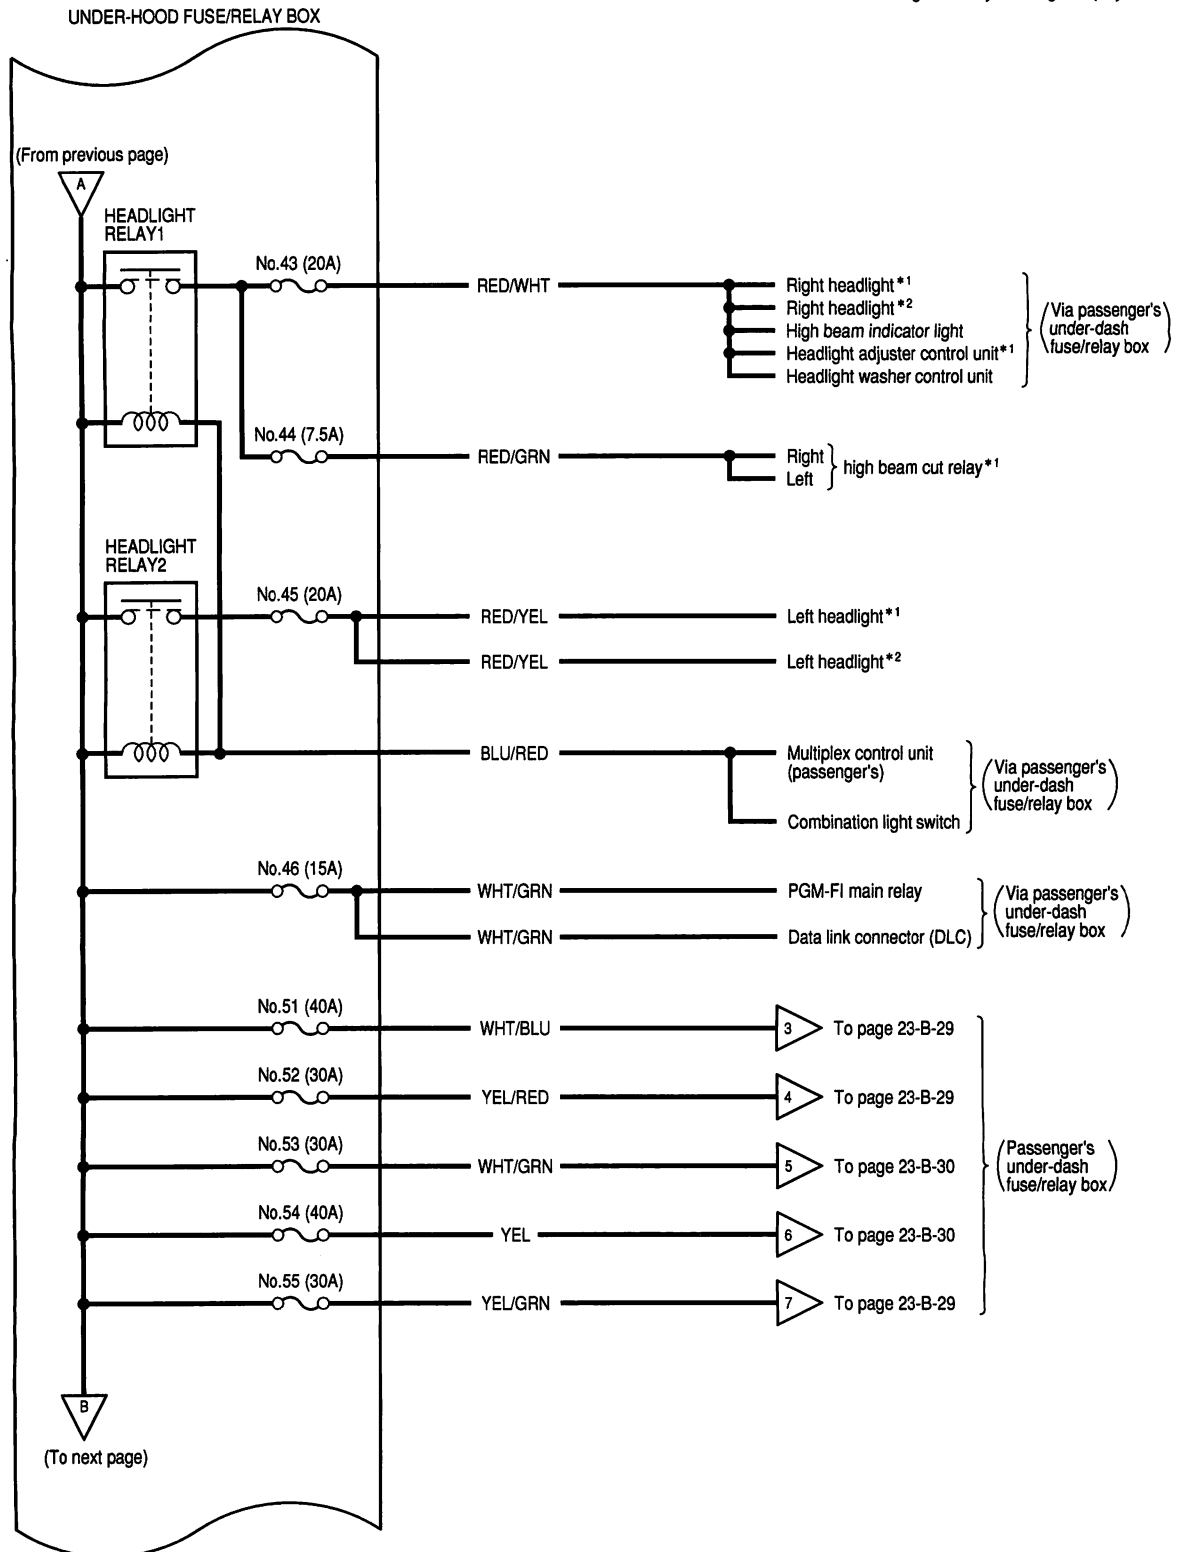 UNDER-HOOD FUSE/RELAY BOX
(From previous page)
A
HEADLIGHT
RELAY1
No.43 (20A)
RED/WHT
Right headlight*1
Right headlight*2
High beam indicator light
Headlight adjuster control unit*1
Headlight washer control unit
(Via passenger's
under-dash
fuse/relay box)
No.44 (7.5A)
RED/GRN
Right
Left
high beam cut relay*1
HEADLIGHT
RELAY2
No.45 (20A)
RED/YEL
Left headlight*1
RED/YEL
Left headlight*2
BLU/RED
Multiplex control unit
(passenger's)
Combination light switch
(Via passenger's
under-dash
fuse/relay box)
No.46 (15A)
WHT/GRN
PGM-FI main relay
WHT/GRN
Data link connector (DLC)
(Via passenger's
under-dash
fuse/relay box)
No.51 (40A)
WHT/BLU
3
To page 23-B-29
No.52 (30A)
YEL/RED
4
To page 23-B-29
No.53 (30A)
WHT/GRN
5
To page 23-B-30
(Passenger's
under-dash
fuse/relay box)
No.54 (40A)
YEL
6
To page 23-B-30
No.55 (30A)
YEL/GRN
7
To page 23-B-29
B
(To next page)